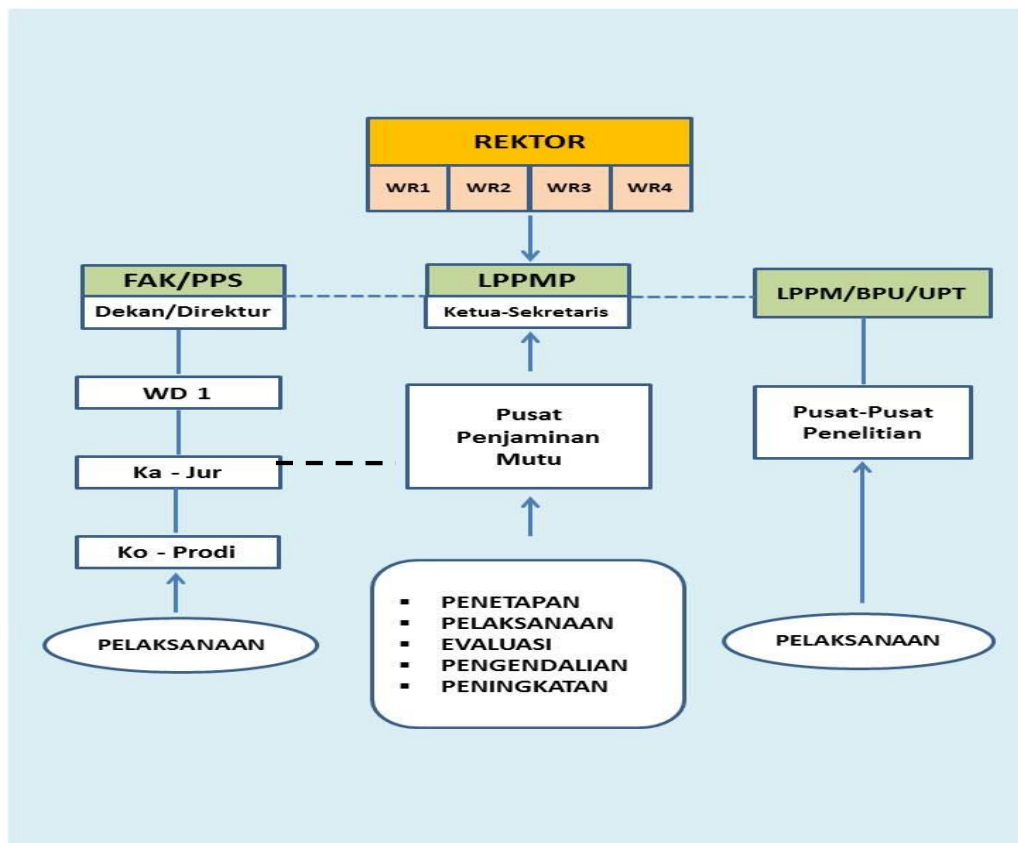 REKTOR
WR1 WR2 WR3 WR4
FAK/PPS
Dekan/Direktur
LPPMP
Ketua-Sekretaris
LPPM/BPU/UPT
WD 1
Ka - Jur
Ko - Prodi
PELAKSANAAN
Pusat
Penjaminan
Mutu
▪ PENETAPAN
▪ PELAKSANAAN
▪ EVALUASI
▪ PENGENDALIAN
▪ PENINGKATAN
Pusat-Pusat
Penelitian
PELAKSANAAN